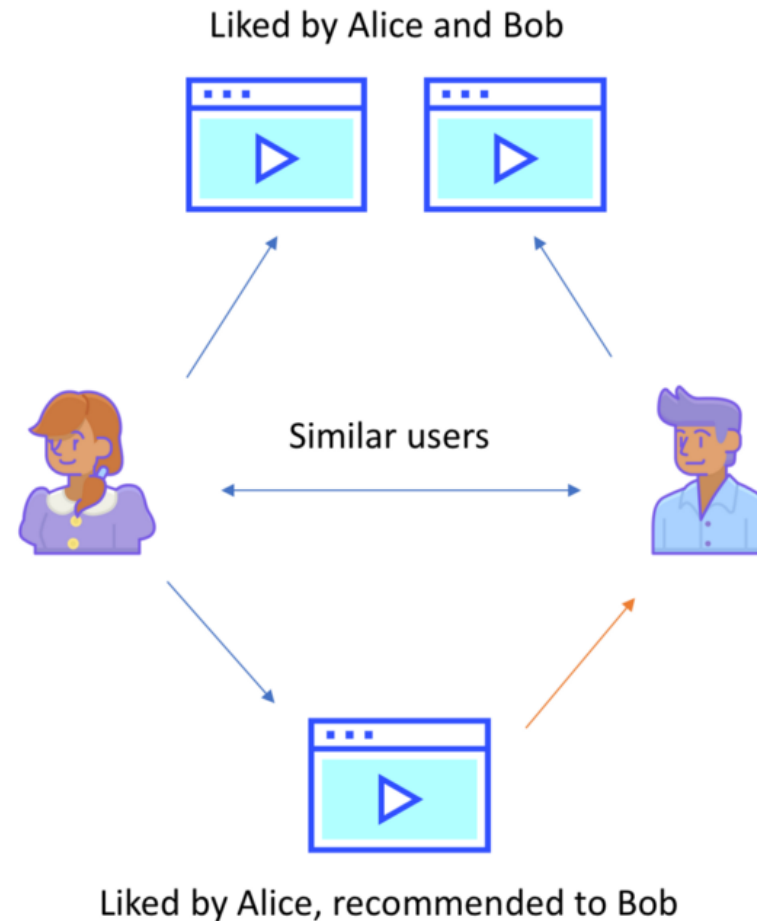 Liked by Alice and Bob
Similar users
Liked by Alice, recommended to Bob